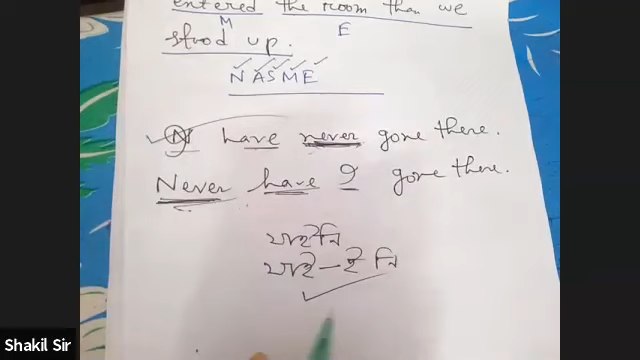 entered the room than we
M
E
stood up.
NASME
I have never gone there.
Never have I gone there.
যাইনি
যাই-ই নি
Shakil Sir